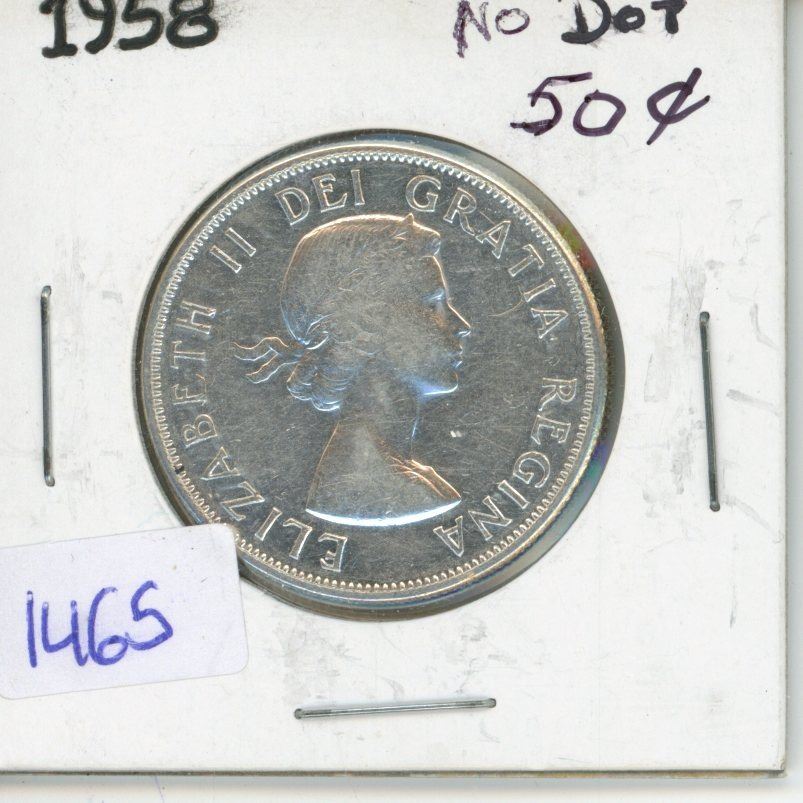 1958 No DoT
50¢
ELIZABETH II DEI GRATIA REGINA
1465